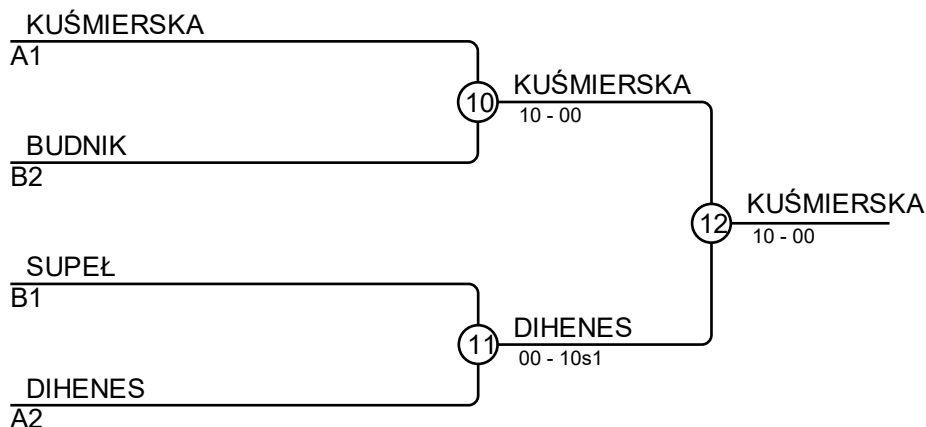 KUŚMIERSKA
A1
10
KUŚMIERSKA
10 - 00
BUDNIK
B2
12
KUŚMIERSKA
10 - 00
SUPEŁ
B1
11
DIHENES
00 - 10s1
DIHENES
A2